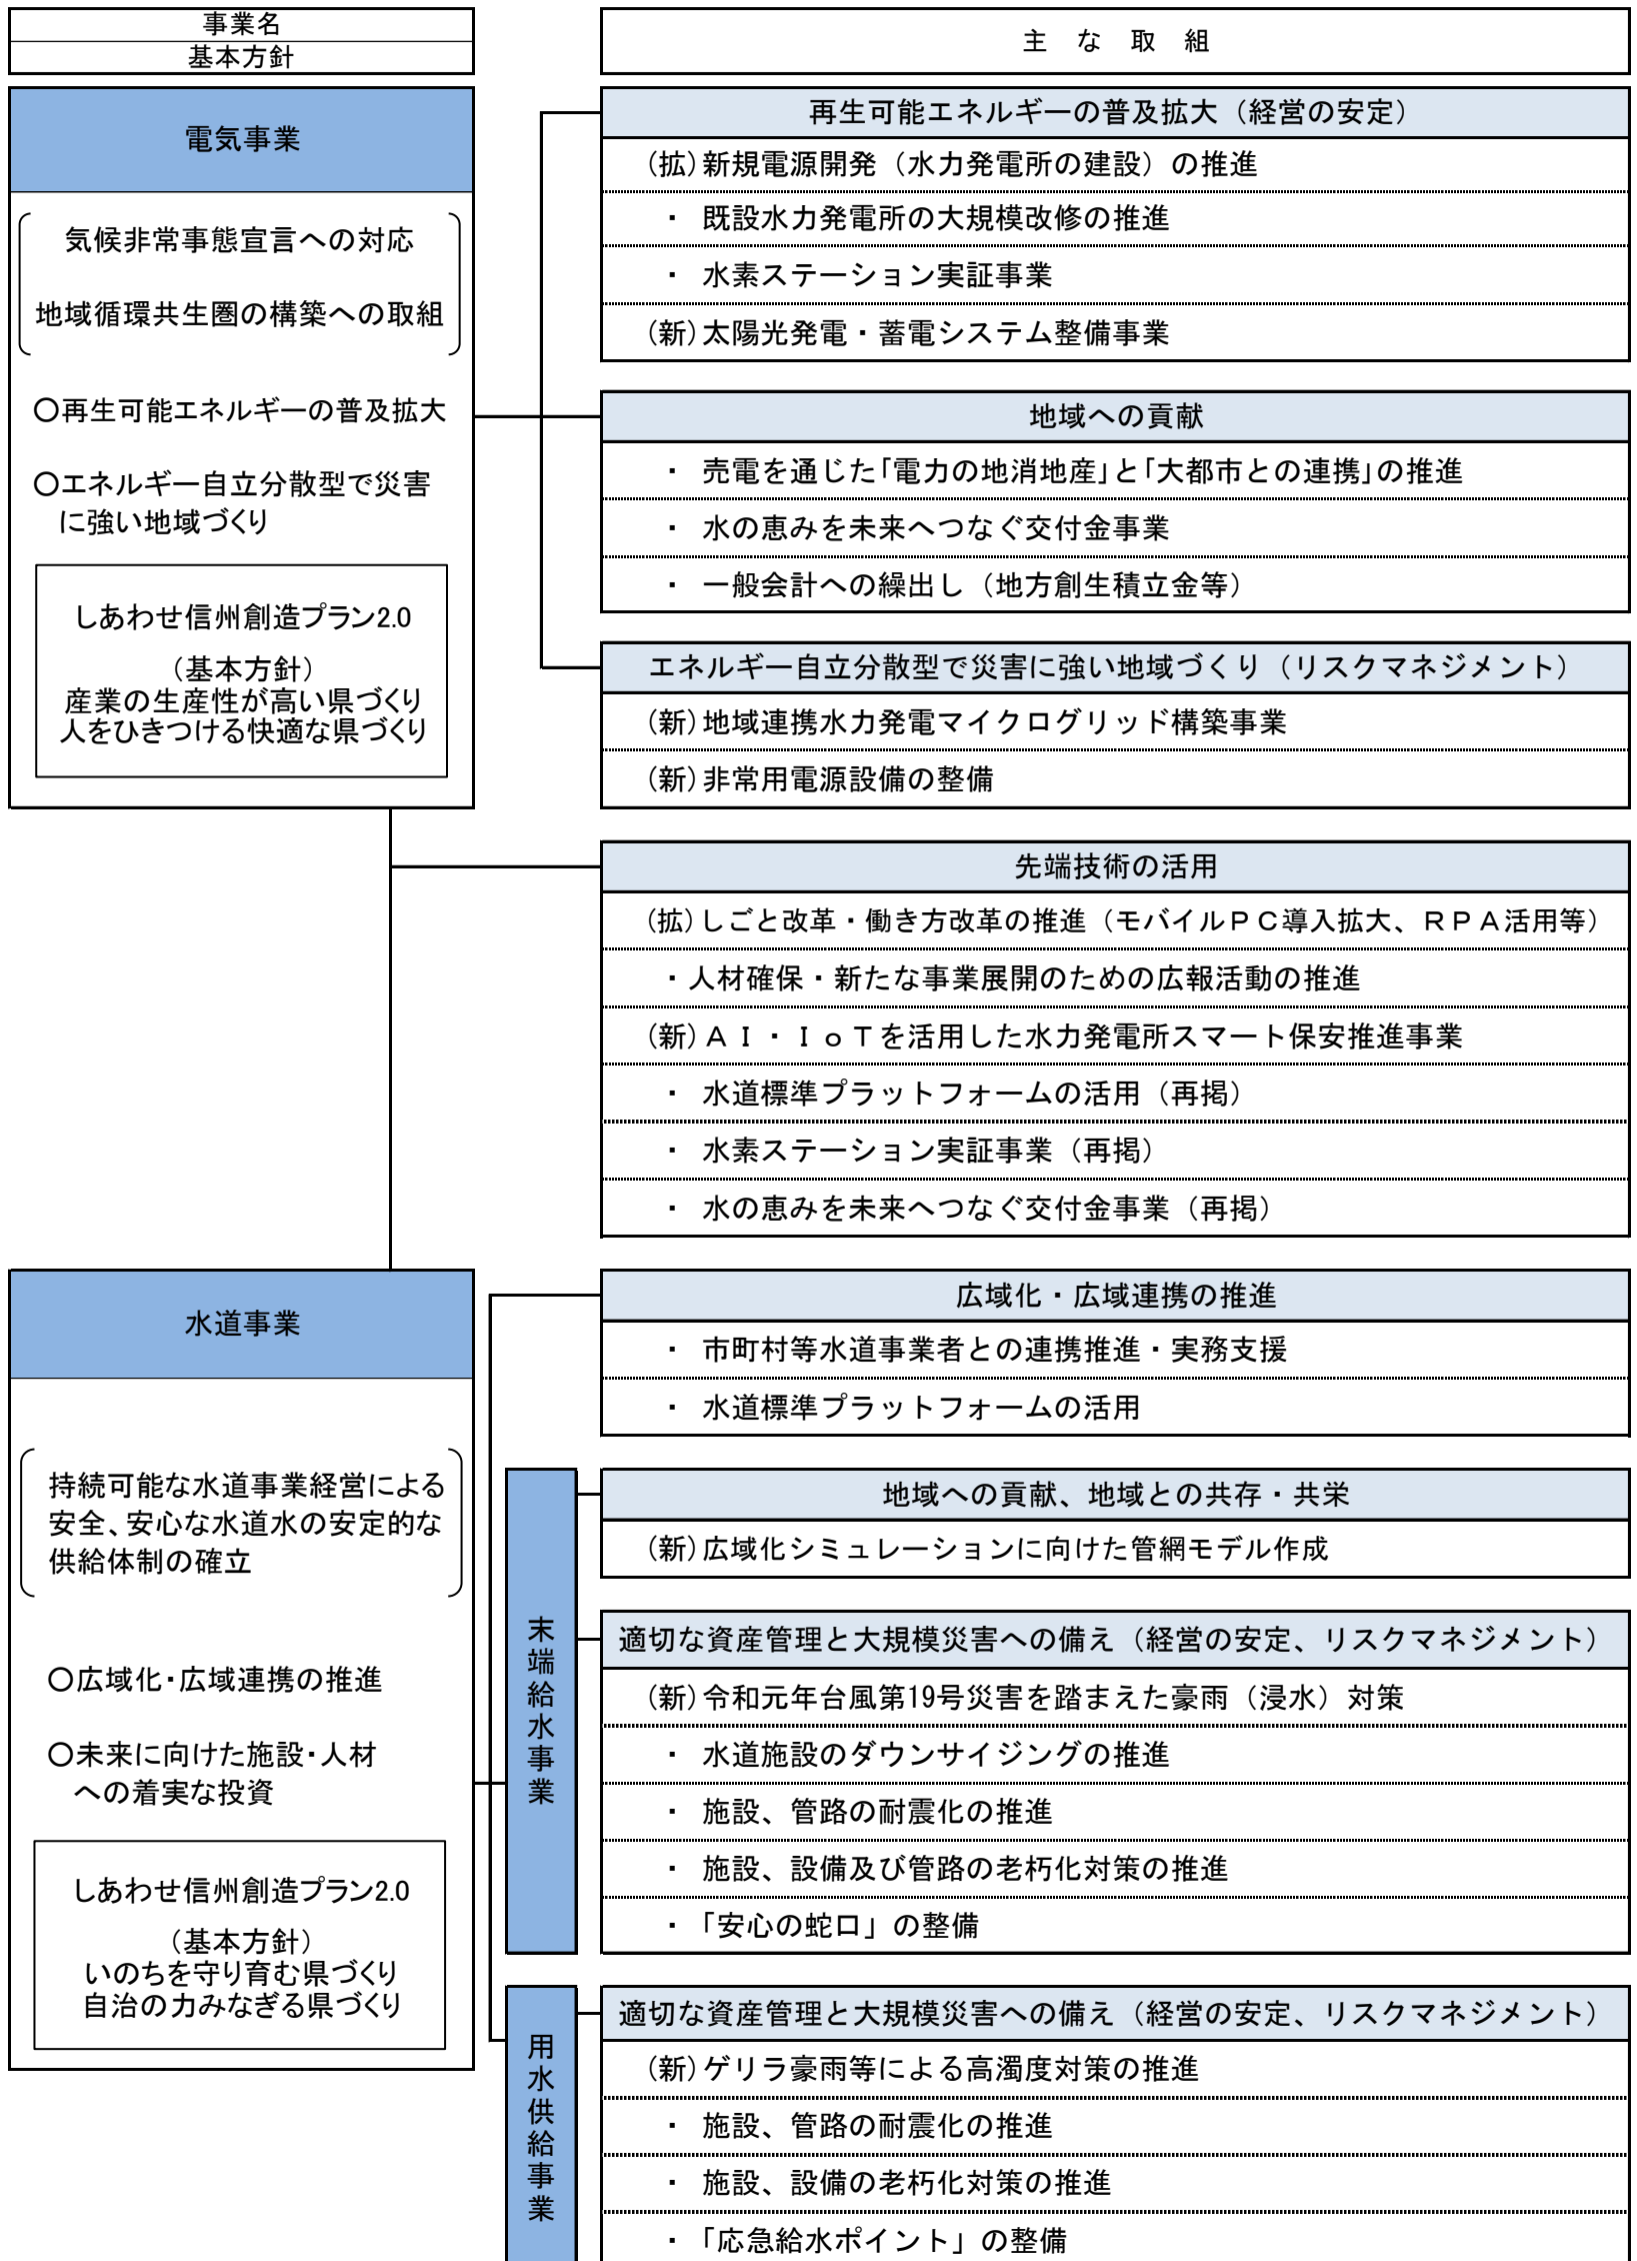 事業名
基本方針
主 な 取 組
電気事業
気候非常事態宣言への対応
地域循環共生圏の構築への取組
〇再生可能エネルギーの普及拡大
〇エネルギー自立分散型で災害
に強い地域づくり
しあわせ信州創造プラン2.0
（基本方針）
産業の生産性が高い県づくり
人をひきつける快適な県づくり
再生可能エネルギーの普及拡大（経営の安定）
（拡）新規電源開発（水力発電所の建設）の推進
・ 既設水力発電所の大規模改修の推進
・ 水素ステーション実証事業
（新）太陽光発電・蓄電システム整備事業
地域への貢献
・ 売電を通じた「電力の地消地産」と「大都市との連携」の推進
・ 水の恵みを未来へつなぐ交付金事業
・ 一般会計への繰出し（地方創生積立金等）
エネルギー自立分散型で災害に強い地域づくり（リスクマネジメント）
（新）地域連携水力発電マイクログリッド構築事業
（新）非常用電源設備の整備
先端技術の活用
（拡）しごと改革・働き方改革の推進（モバイルＰＣ導入拡大、ＲＰＡ活用等）
・人材確保・新たな事業展開のための広報活動の推進
（新）ＡＩ・ＩｏＴを活用した水力発電所スマート保安推進事業
・ 水道標準プラットフォームの活用（再掲）
・ 水素ステーション実証事業（再掲）
・ 水の恵みを未来へつなぐ交付金事業（再掲）
水道事業
持続可能な水道事業経営による
安全、安心な水道水の安定的な
供給体制の確立
〇広域化・広域連携の推進
〇未来に向けた施設・人材
への着実な投資
しあわせ信州創造プラン2.0
（基本方針）
いのちを守り育む県づくり
自治の力みなぎる県づくり
広域化・広域連携の推進
・ 市町村等水道事業者との連携推進・実務支援
・ 水道標準プラットフォームの活用
末端給水事業
地域への貢献、地域との共存・共栄
（新）広域化シミュレーションに向けた管網モデル作成
適切な資産管理と大規模災害への備え（経営の安定、リスクマネジメント）
（新）令和元年台風第19号災害を踏まえた豪雨（浸水）対策
・ 水道施設のダウンサイジングの推進
・ 施設、管路の耐震化の推進
・ 施設、設備及び管路の老朽化対策の推進
・「安心の蛇口」の整備
用水供給事業
適切な資産管理と大規模災害への備え（経営の安定、リスクマネジメント）
（新）ゲリラ豪雨等による高濁度対策の推進
・ 施設、管路の耐震化の推進
・ 施設、設備の老朽化対策の推進
・「応急給水ポイント」の整備